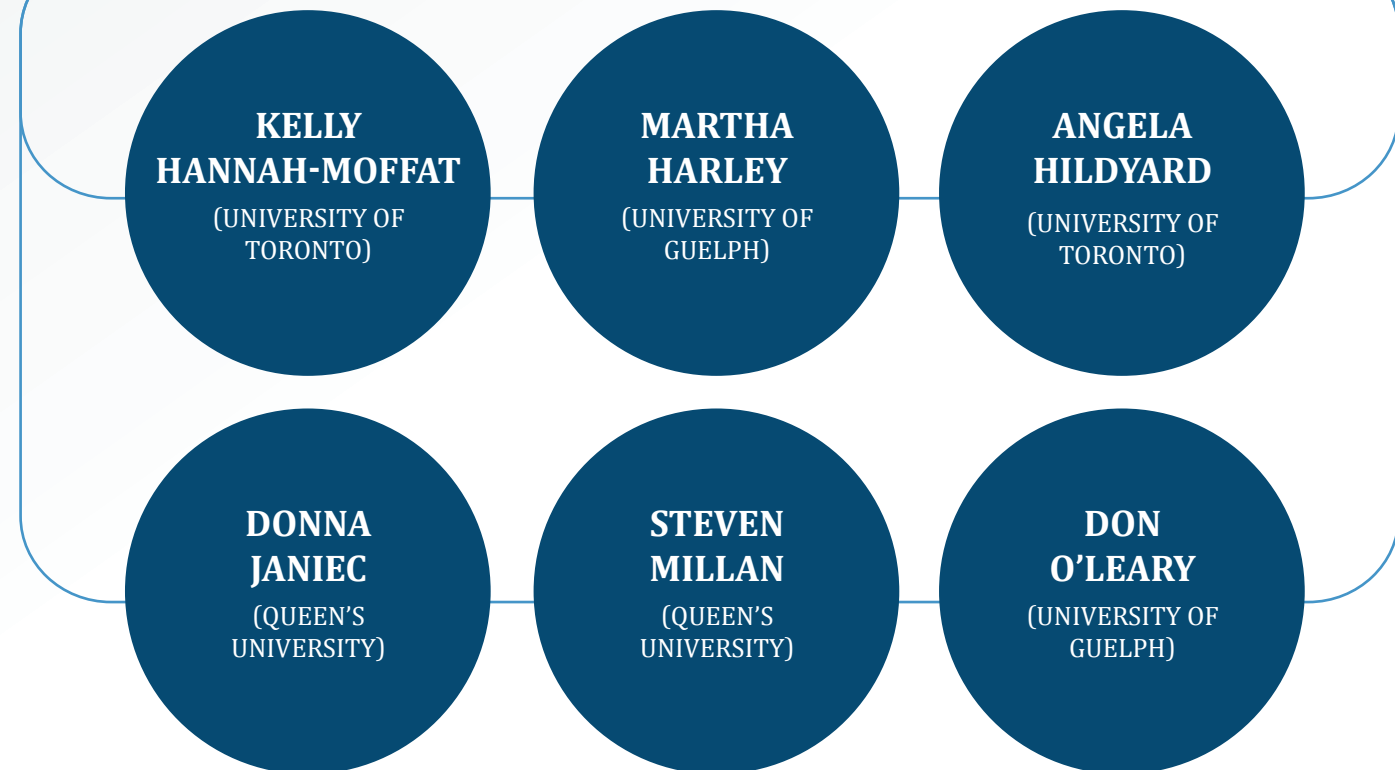 KELLY
HANNAH-MOFFAT
(UNIVERSITY OF
TORONTO)
MARTHA
HARLEY
(UNIVERSITY OF
GUELPH)
ANGELA
HILDYARD
(UNIVERSITY OF
TORONTO)
DONNA
JANIEC
(QUEEN’S
UNIVERSITY)
STEVEN
MILLAN
(QUEEN’S
UNIVERSITY)
DON
O’LEARY
(UNIVERSITY OF
GUELPH)